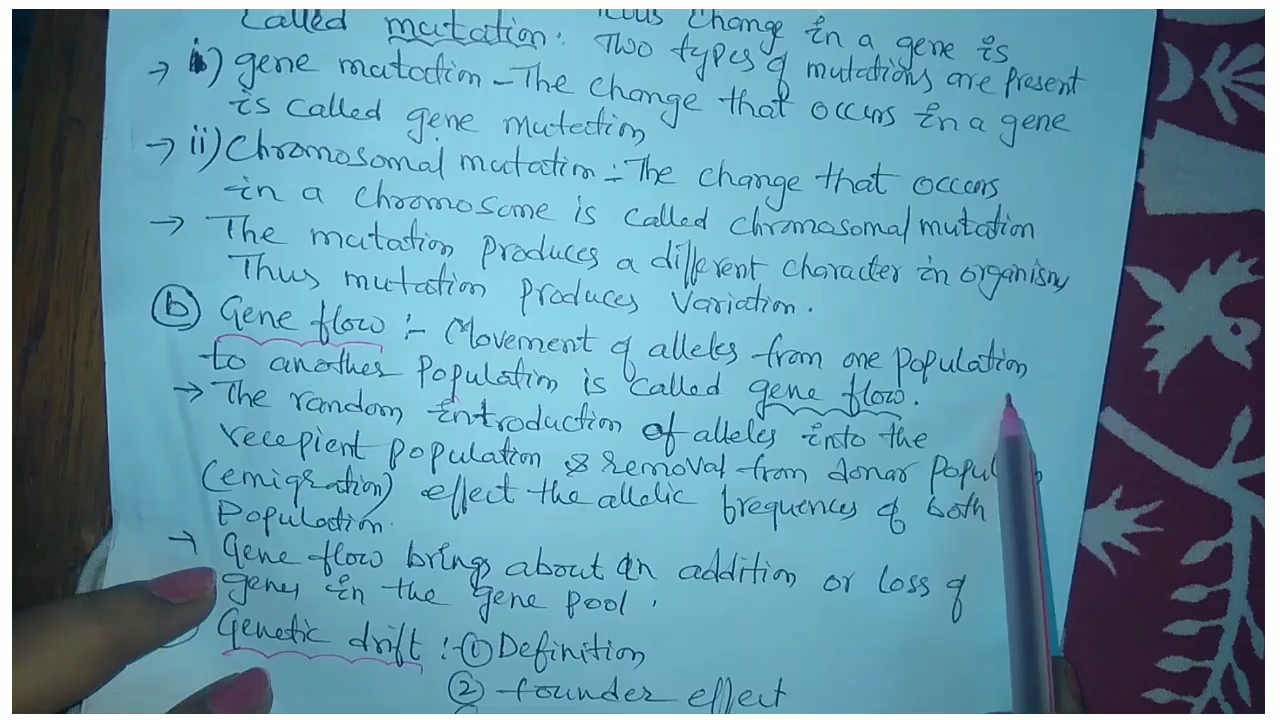 called mutation. change in a gene is
Two types of mutations are present
→ i) gene mutation - The change that occurs in a gene
is called gene mutection
→ ii) Chromosomal mutation :- The change that occurs
in a chromosome is called chromosomal mutation
→ The mutation produces a different character in organism
Thus mutation produces variation.
(b) Gene flow :- Movement of alleles from one population
to another population is called gene flow.
→ The random introduction of alleles into the
recepient population & removal from donar
(emigration) effect the allelic frequences of both
population.
→ Gene flow brings about an addition or loss of
genes in the gene pool.
Genetic drift :- ① Definition
② founder effect